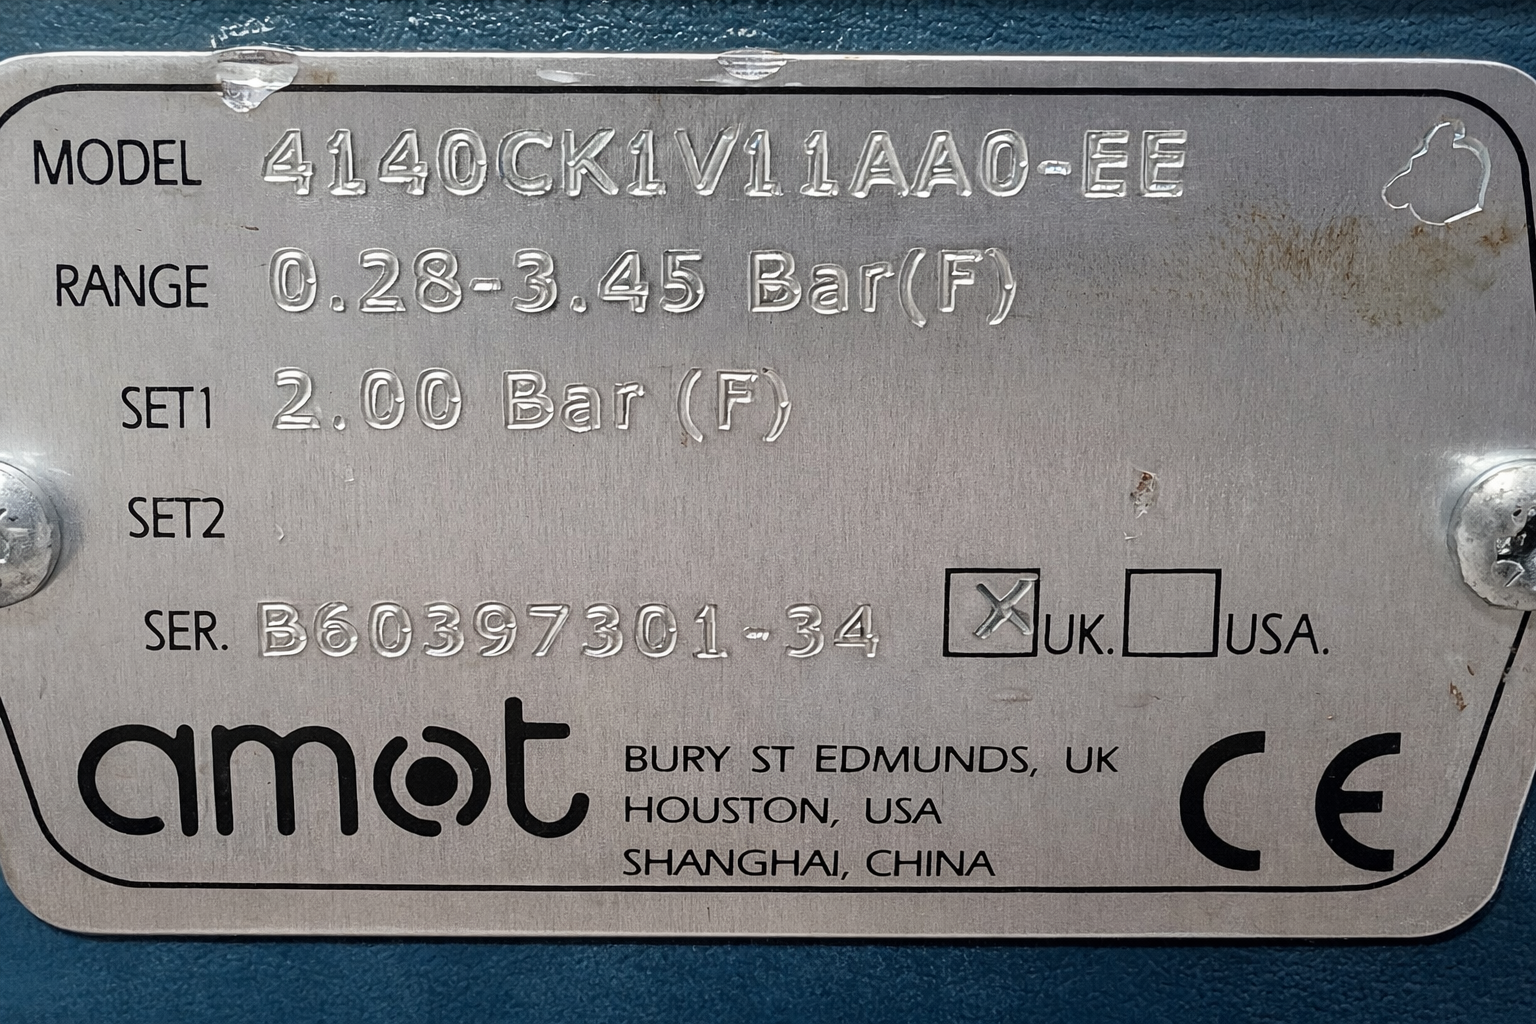 MODEL 4140CK1V11AA0-EE
RANGE 0.28-3.45 Bar(F)
SET1 2.00 Bar (F)
SET2
SER. B60397301-34 X UK. USA.
amot
BURY ST EDMUNDS, UK
HOUSTON, USA
SHANGHAI, CHINA
CE